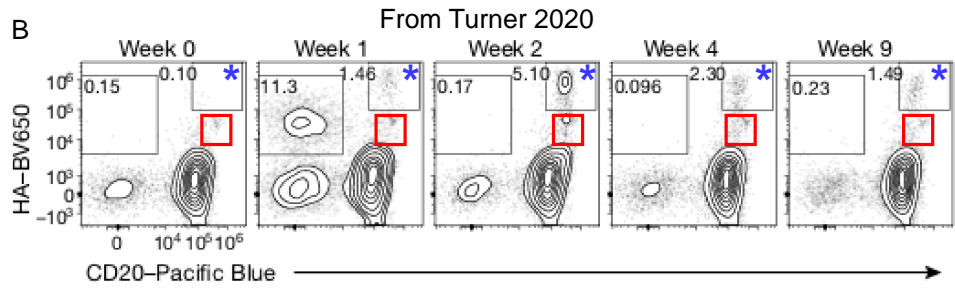 B
From Turner 2020
Week 0
Week 1
Week 2
Week 4
Week 9
HA–BV650
10⁶
10⁵
10⁴
10³
0
−10³
0.15
0.10
*
11.3
1.46
*
0.17
5.10
*
0.096
2.30
*
0.23
1.49
*
0 10⁴ 10⁵ 10⁶
CD20–Pacific Blue